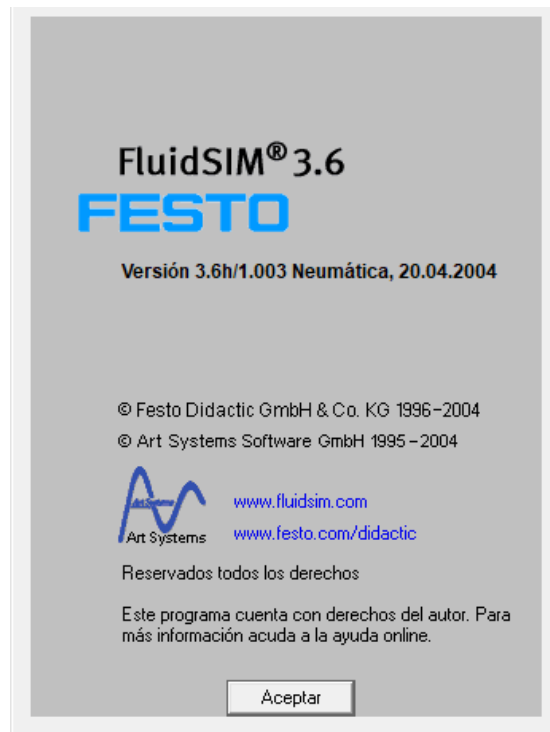 FluidSIM® 3.6
FESTO
Versión 3.6h/1.003 Neumática, 20.04.2004
© Festo Didactic GmbH & Co. KG 1996-2004
© Art Systems Software GmbH 1995-2004
Art Systems
www.fluidsim.com
Art Systems
www.festo.com/didactic
Reservados todos los derechos
Este programa cuenta con derechos del autor. Para
más información acuda a la ayuda online.
Aceptar